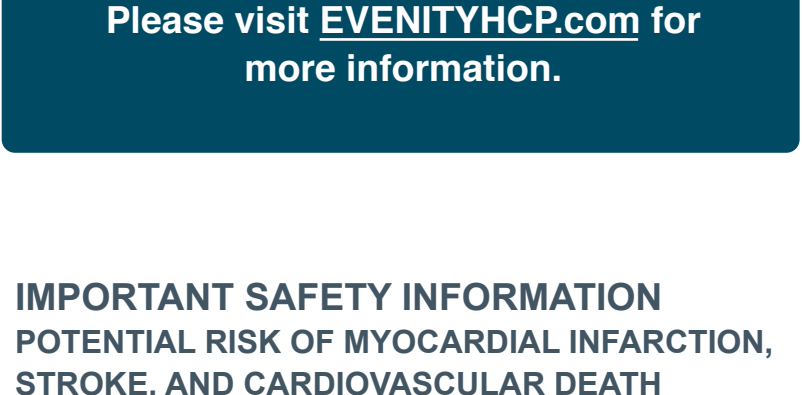 Please visit EVENITYHCP.com for
more information.
IMPORTANT SAFETY INFORMATION
POTENTIAL RISK OF MYOCARDIAL INFARCTION,
STROKE, AND CARDIOVASCULAR DEATH